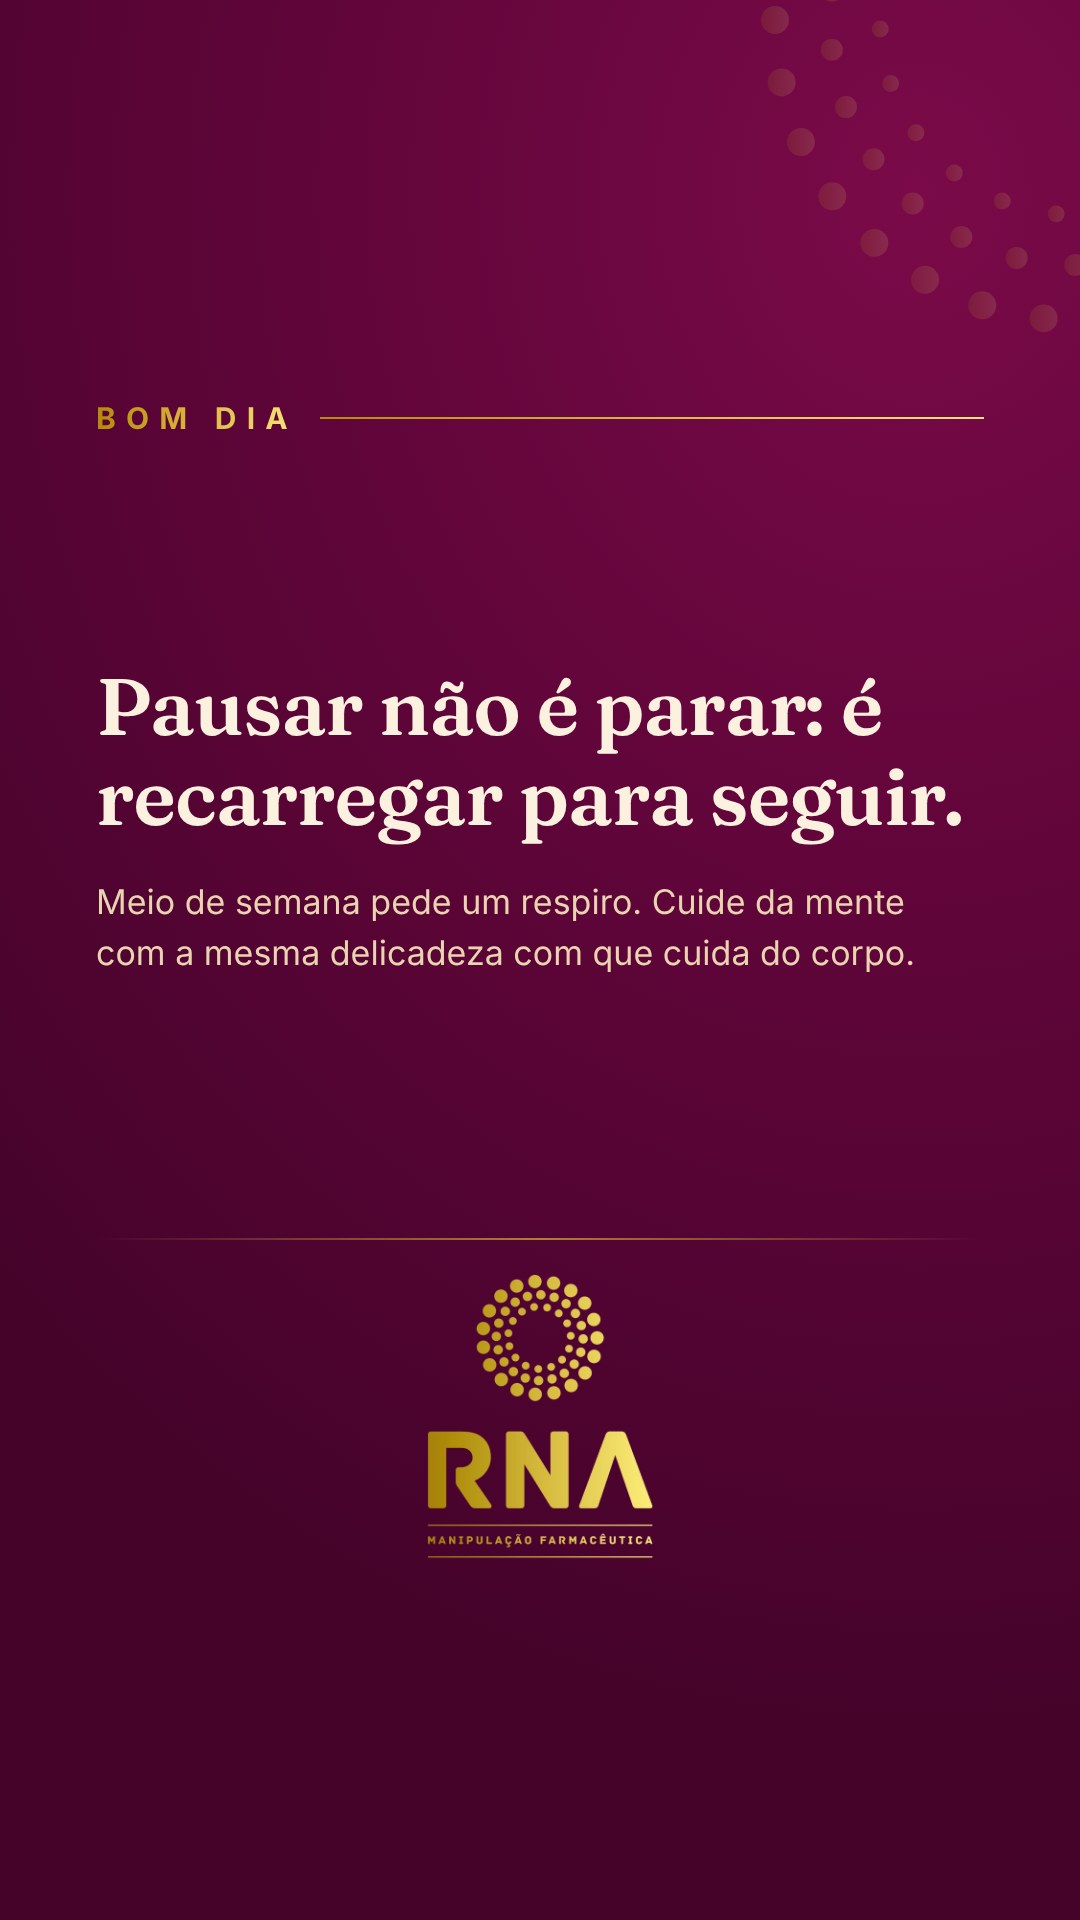 BOM DIA
Pausar não é parar: é
recarregar para seguir.
Meio de semana pede um respiro. Cuide da mente
com a mesma delicadeza com que cuida do corpo.
RNA
MANIPULAÇÃO FARMACÊUTICA